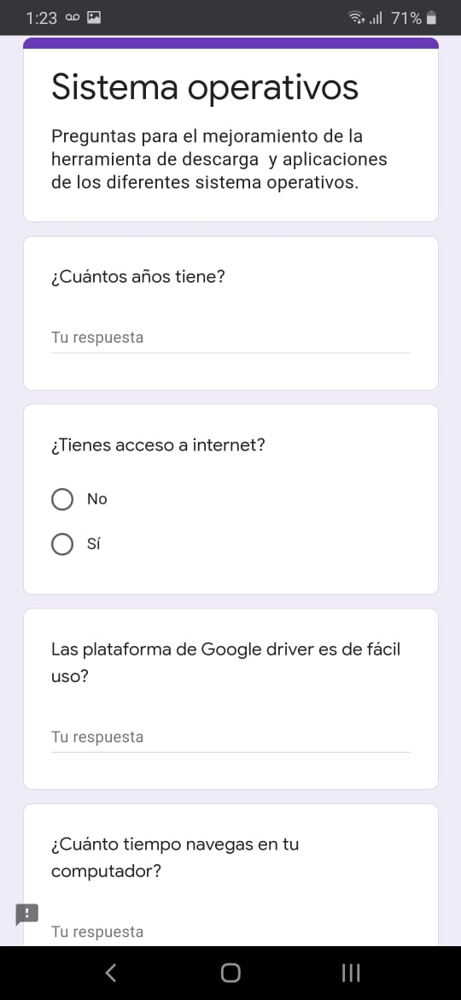 1:23 71%
Sistema operativos
Preguntas para el mejoramiento de la
herramienta de descarga y aplicaciones
de los diferentes sistema operativos.
¿Cuántos años tiene?
Tu respuesta
¿Tienes acceso a internet?
No
Sí
Las plataforma de Google driver es de fácil
uso?
Tu respuesta
¿Cuánto tiempo navegas en tu
computador?
Tu respuesta